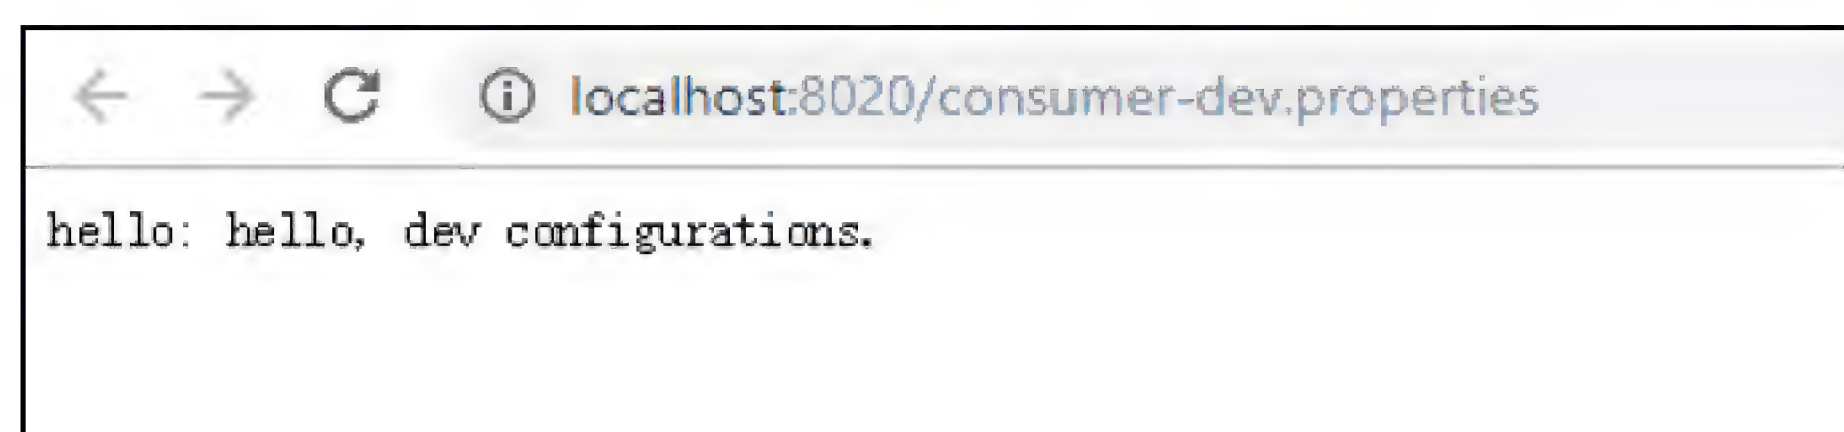 localhost:8020/consumer-dev.properties
hello: hello, dev configurations.